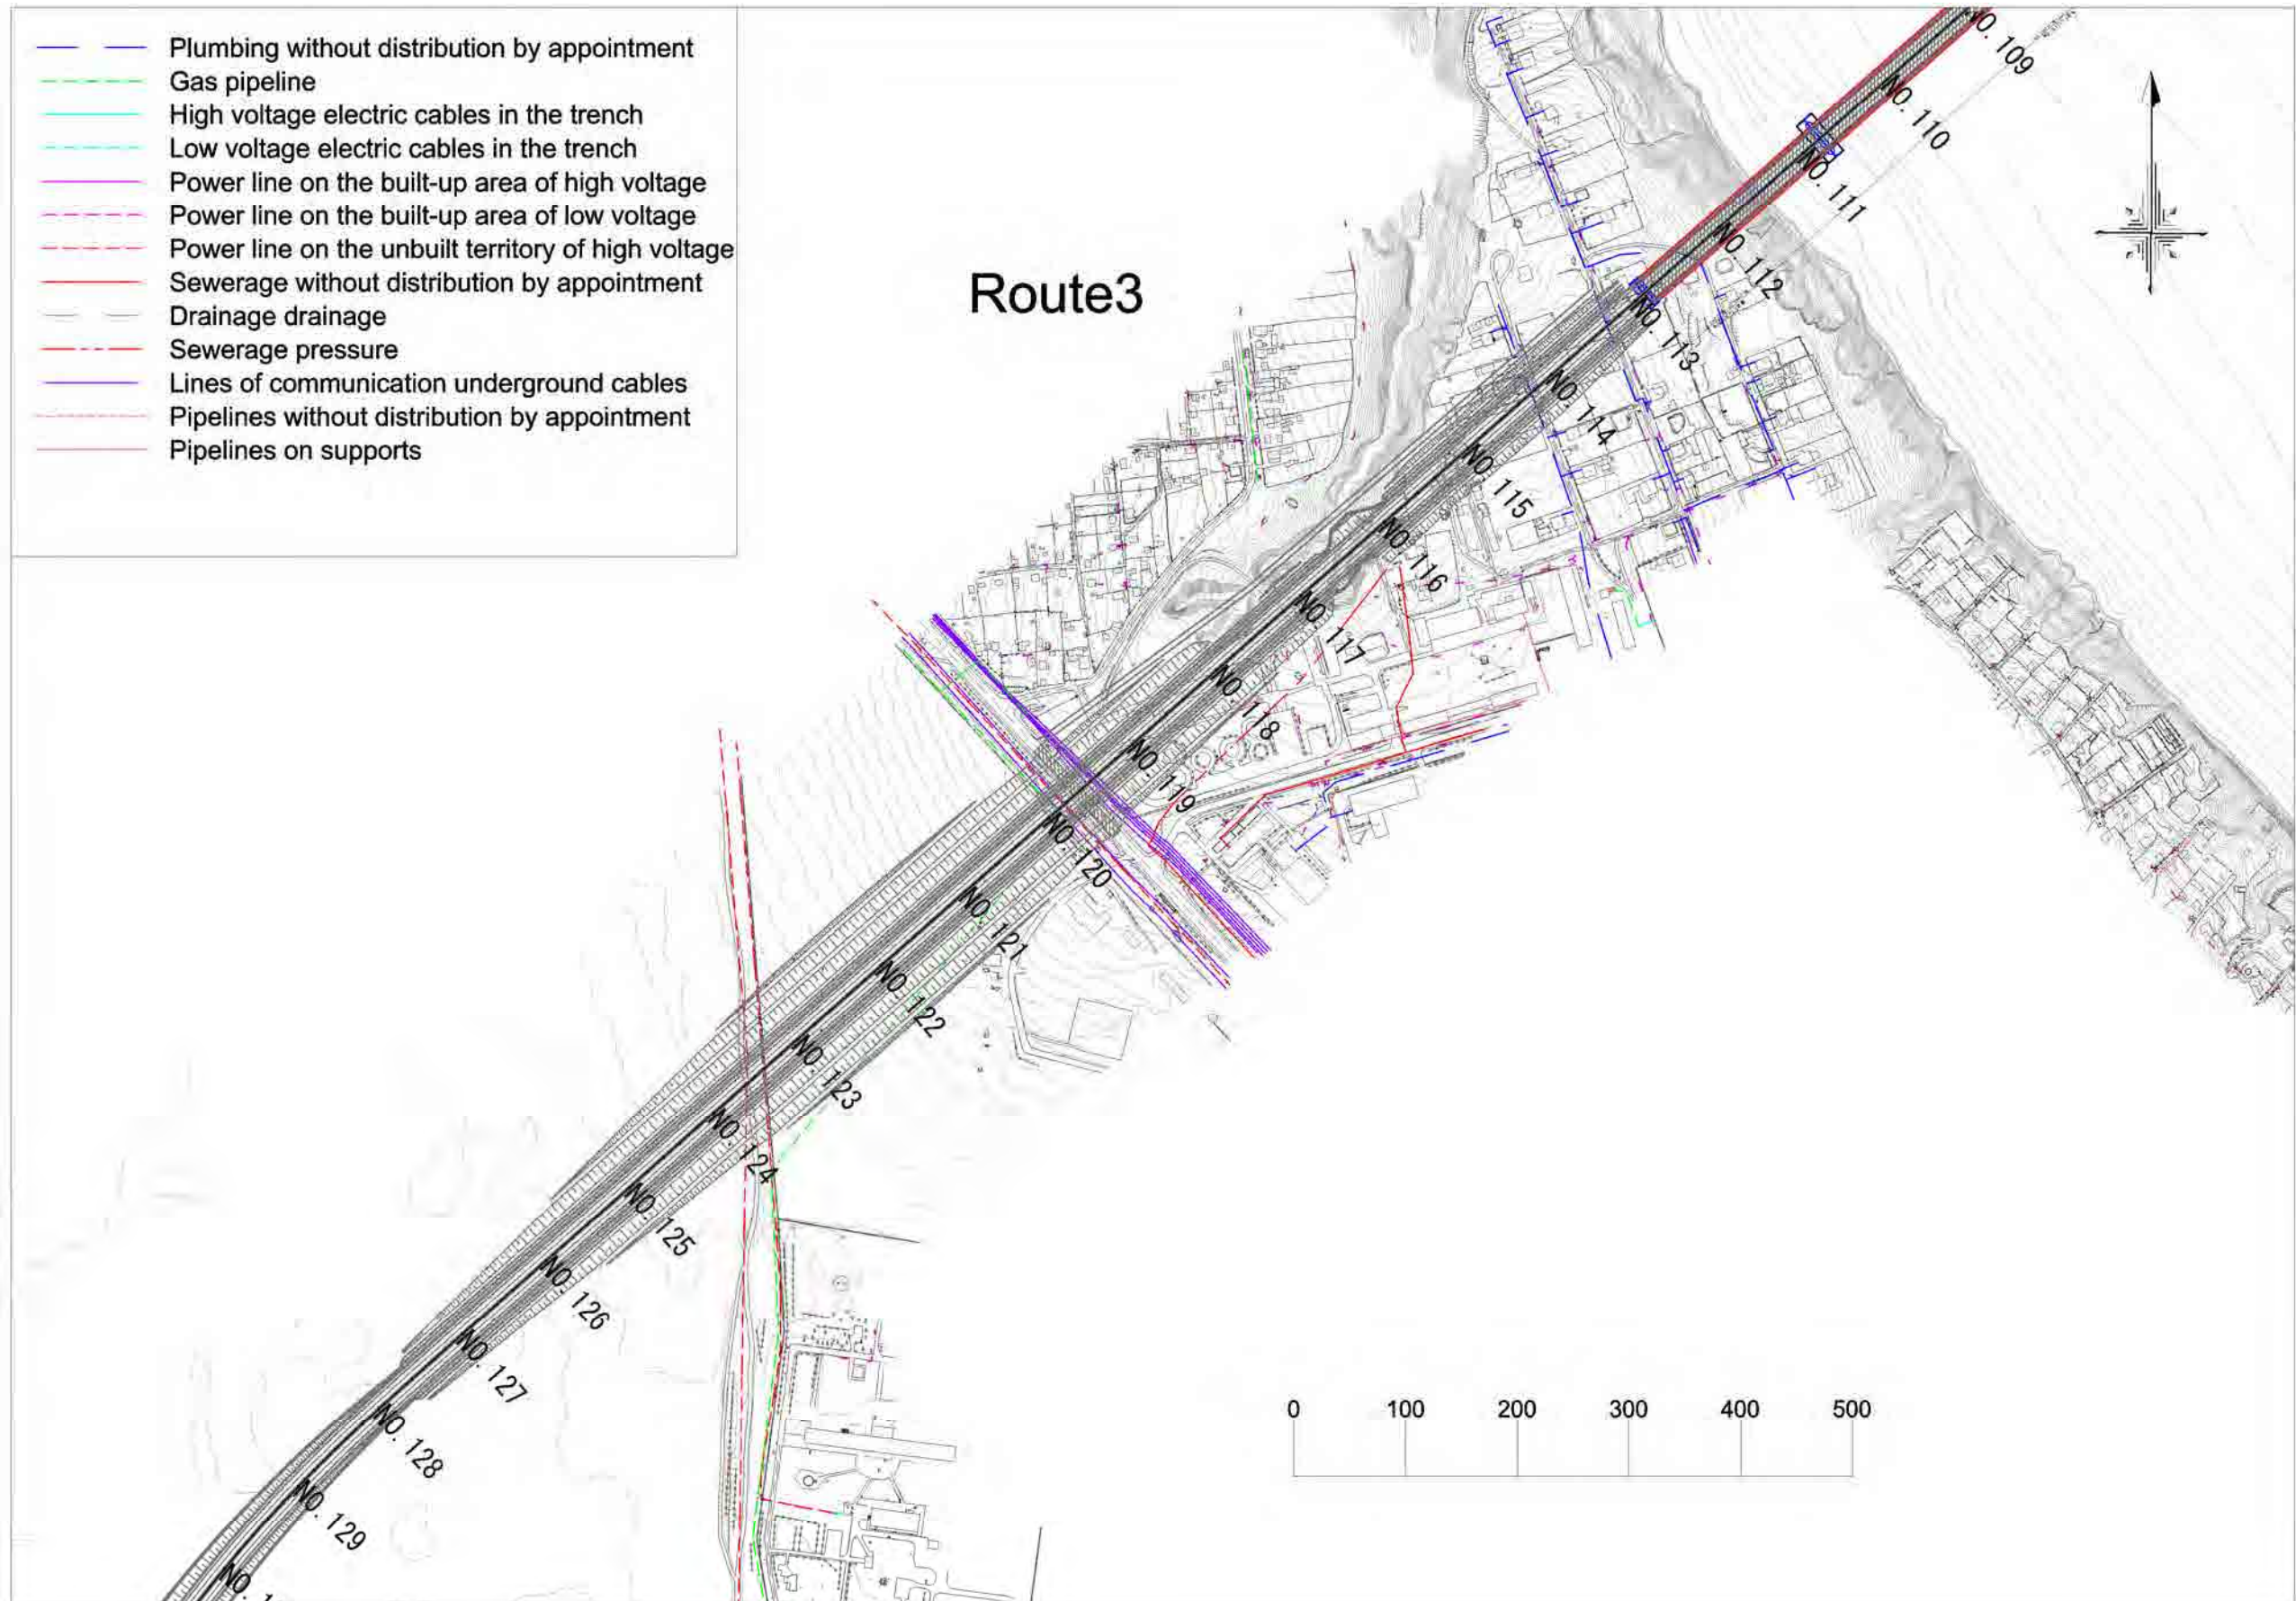 Plumbing without distribution by appointment
Gas pipeline
High voltage electric cables in the trench
Low voltage electric cables in the trench
Power line on the built-up area of high voltage
Power line on the built-up area of low voltage
Power line on the unbuilt territory of high voltage
Sewerage without distribution by appointment
Drainage drainage
Sewerage pressure
Lines of communication underground cables
Pipelines without distribution by appointment
Pipelines on supports
Route3
NO. 109
NO. 110
NO. 111
NO. 112
NO. 113
NO. 114
NO. 115
NO. 116
NO. 117
NO. 118
NO. 119
NO. 120
NO. 121
NO. 122
NO. 123
NO. 124
NO. 125
NO. 126
NO. 127
NO. 128
NO. 129
NO.
0 100 200 300 400 500